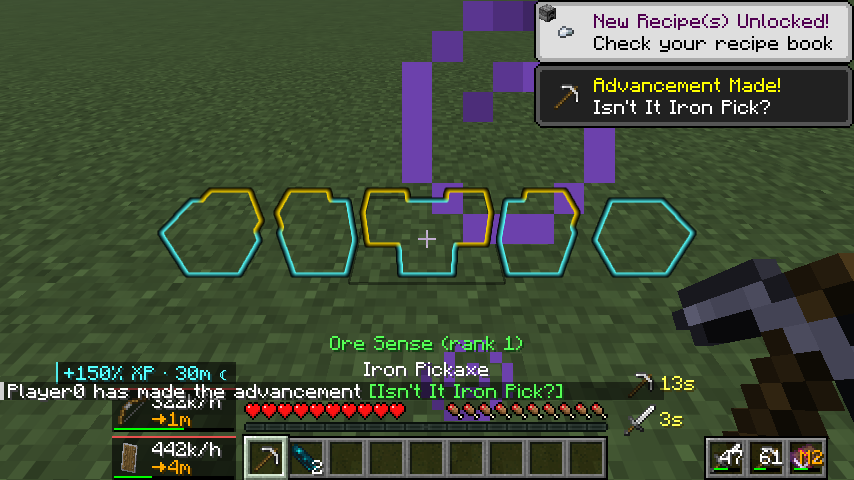 New Recipe(s) Unlocked!
Check your recipe book
Advancement Made!
Isn't It Iron Pick?
Ore Sense (rank 1)
+150% XP · 30m
Iron Pickaxe
13s
Player0 has made the advancement [Isn't It Iron Pick?]
→1m
3s
442k/h
→4m
2
47
61
M2